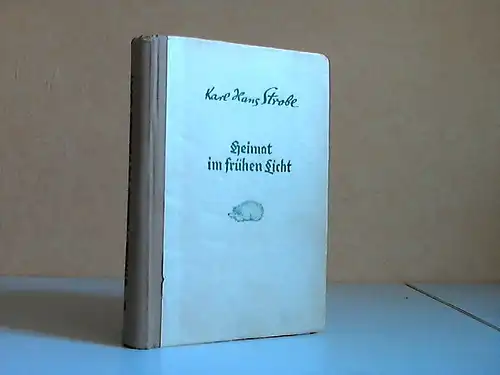 Karl Hans Strobl
Heimat
im frühen Licht